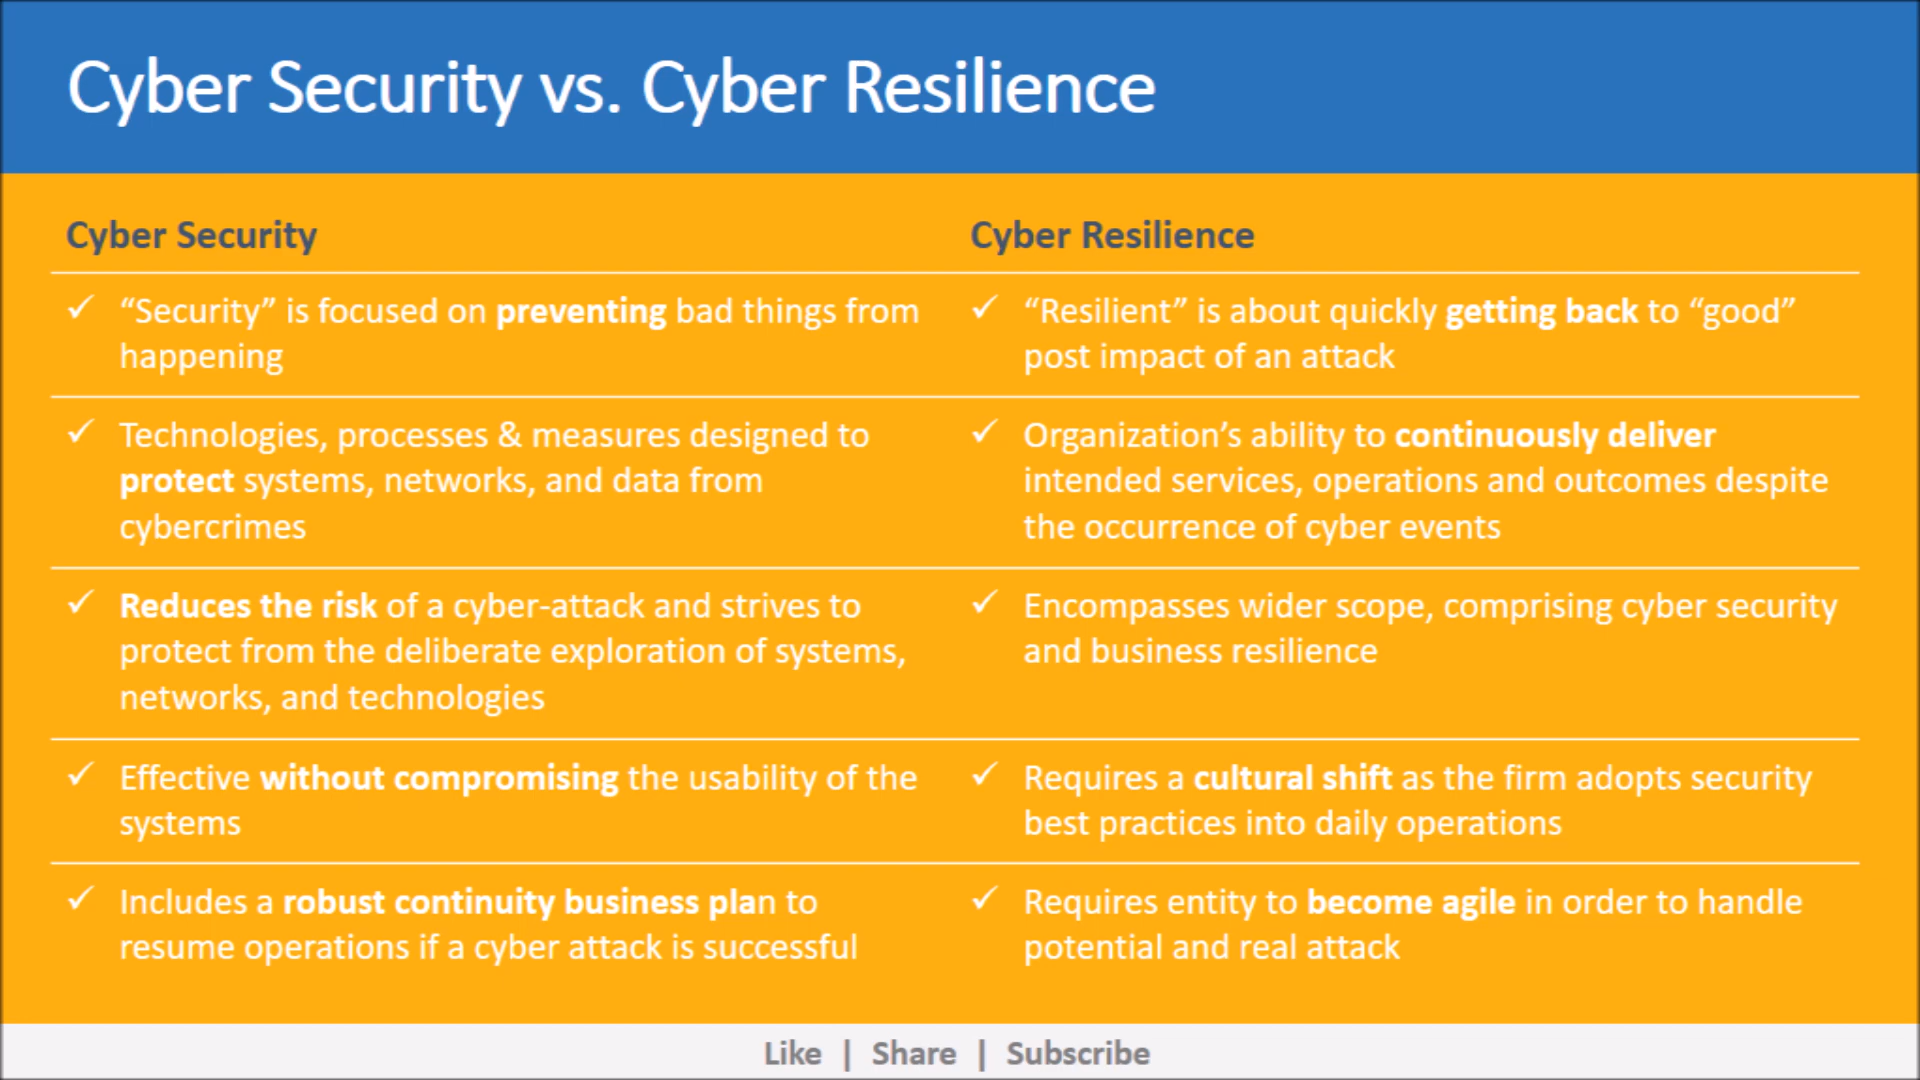 Cyber Security vs. Cyber Resilience
Cyber Security
Cyber Resilience
✓ “Security” is focused on preventing bad things from
happening
✓ “Resilient” is about quickly getting back to “good”
post impact of an attack
✓ Technologies, processes & measures designed to
protect systems, networks, and data from
cybercrimes
✓ Organization’s ability to continuously deliver
intended services, operations and outcomes despite
the occurrence of cyber events
✓ Reduces the risk of a cyber-attack and strives to
protect from the deliberate exploration of systems,
networks, and technologies
✓ Encompasses wider scope, comprising cyber security
and business resilience
✓ Effective without compromising the usability of the
systems
✓ Requires a cultural shift as the firm adopts security
best practices into daily operations
✓ Includes a robust continuity business plan to
resume operations if a cyber attack is successful
✓ Requires entity to become agile in order to handle
potential and real attack
Like | Share | Subscribe